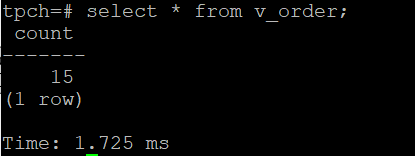 tpch=# select * from v_order;
count
-------
15
(1 row)
Time: 1.725 ms